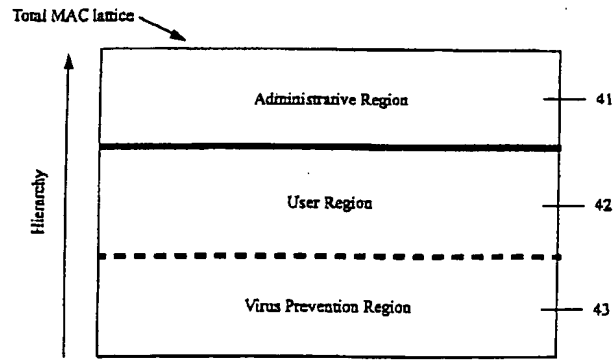 Total MAC lattice
Administrative Region
41
Hierarchy
User Region
42
Virus Prevention Region
43